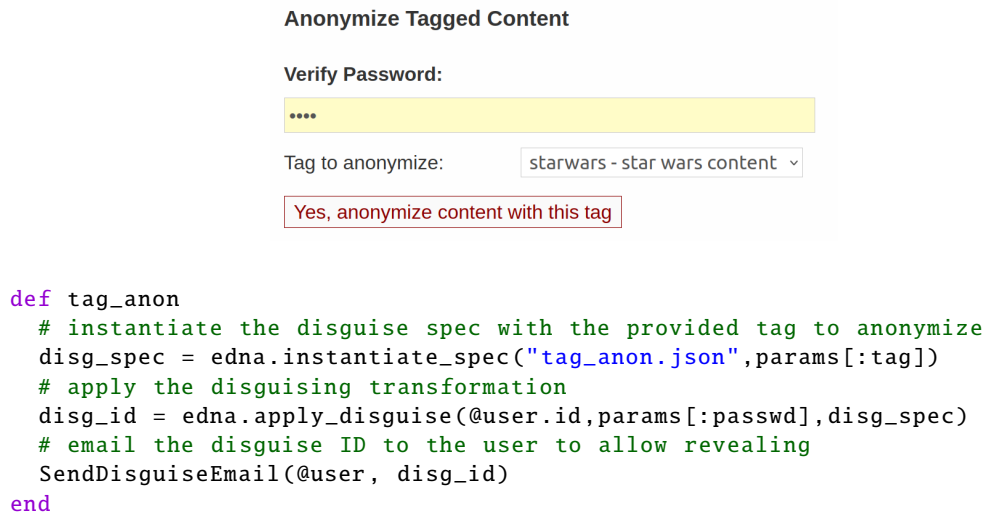 Anonymize Tagged Content
Verify Password:
••••
Tag to anonymize: starwars - star wars content
Yes, anonymize content with this tag
def tag_anon
  # instantiate the disguise spec with the provided tag to anonymize
  disg_spec = edna.instantiate_spec("tag_anon.json",params[:tag])
  # apply the disguising transformation
  disg_id = edna.apply_disguise(@user.id,params[:passwd],disg_spec)
  # email the disguise ID to the user to allow revealing
  SendDisguiseEmail(@user, disg_id)
end